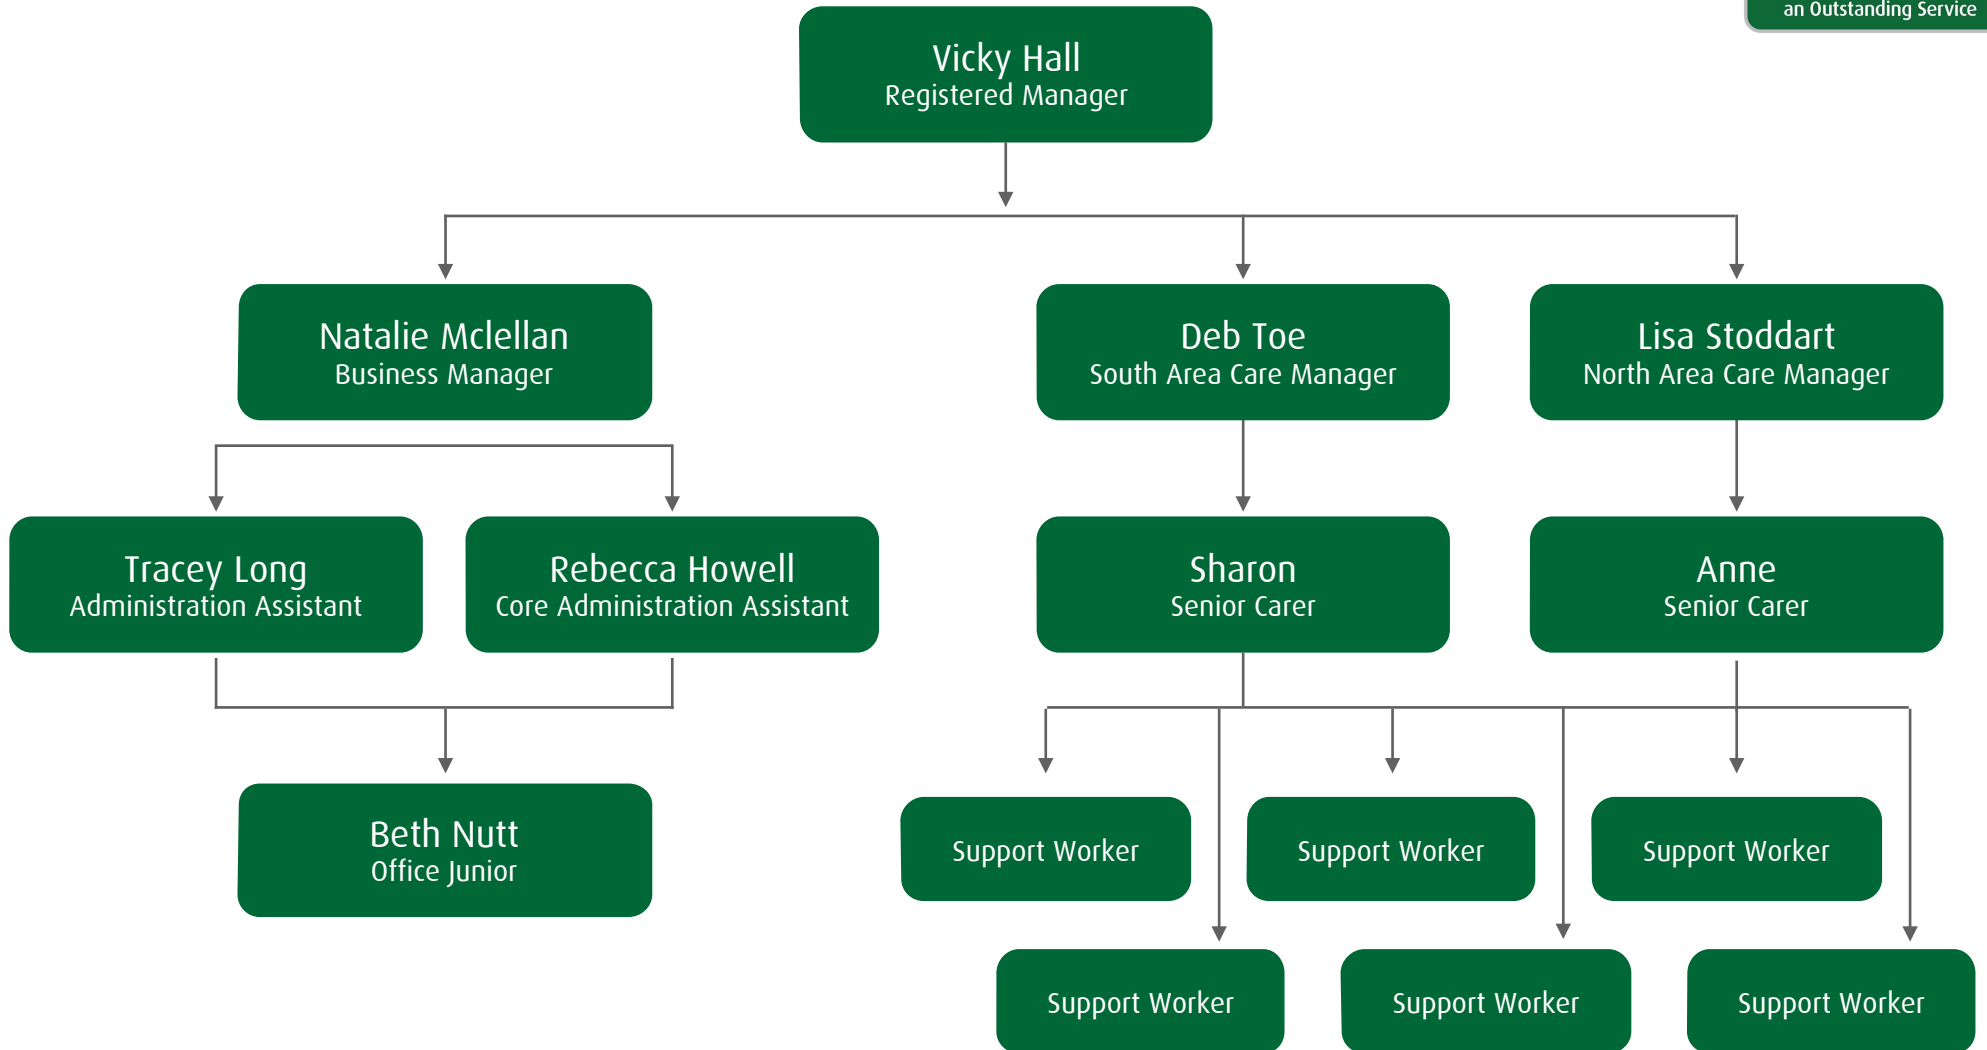 an Outstanding Service
Vicky Hall
Registered Manager
Natalie Mclellan
Business Manager
Deb Toe
South Area Care Manager
Lisa Stoddart
North Area Care Manager
Tracey Long
Administration Assistant
Rebecca Howell
Core Administration Assistant
Sharon
Senior Carer
Anne
Senior Carer
Beth Nutt
Office Junior
Support Worker
Support Worker
Support Worker
Support Worker
Support Worker
Support Worker